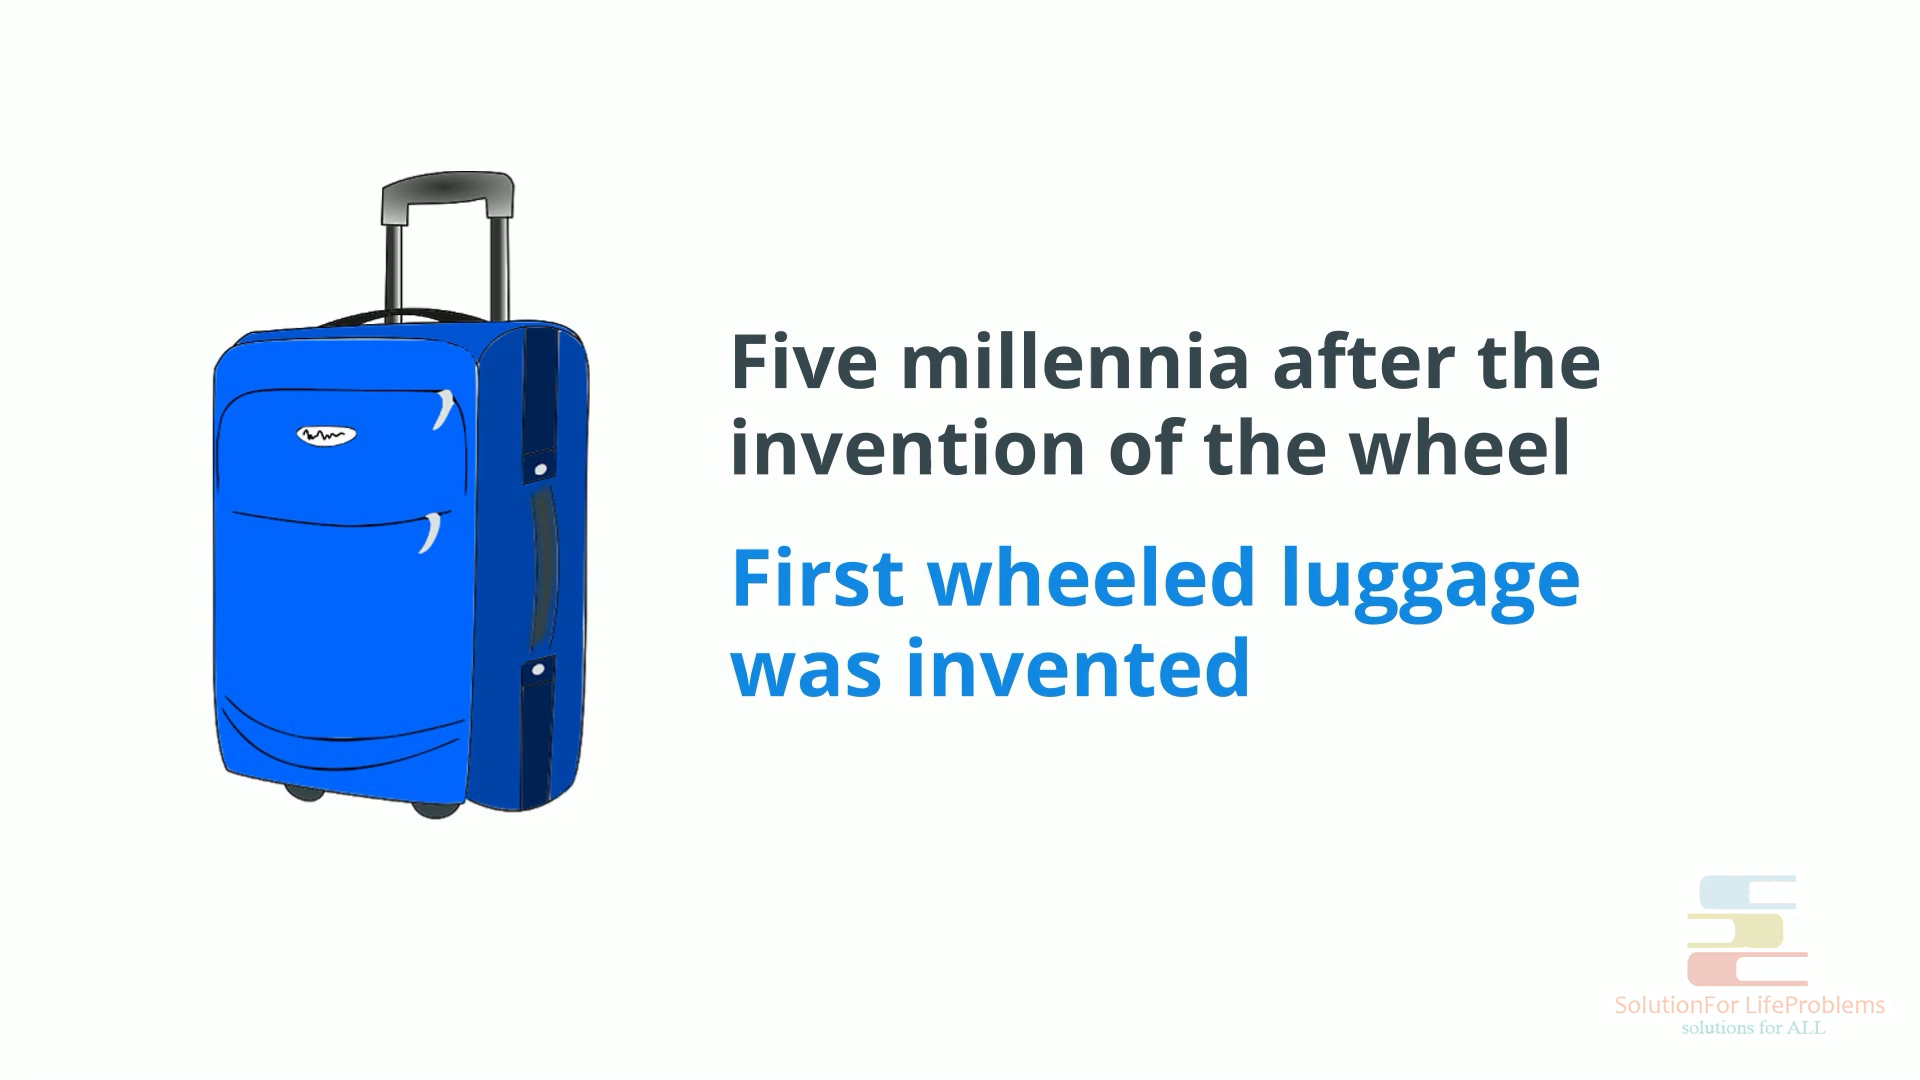 Five millennia after the
invention of the wheel
First wheeled luggage
was invented
SolutionFor LifeProblems
solutions for ALL